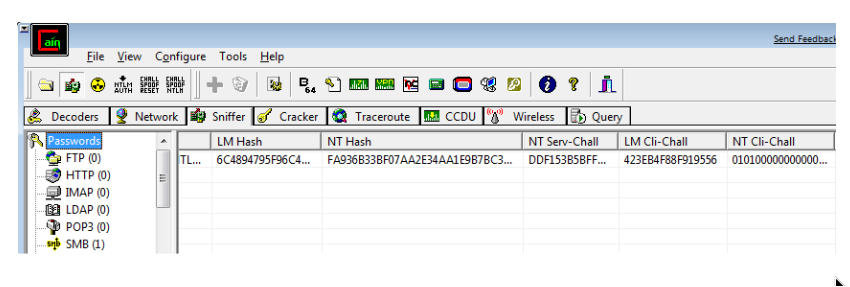 Cain
Send Feedback
File View Configure Tools Help
NTLM AUTH CHALL SPOOF RESET CHALL SPOOF NTLM B64
Decoders Network Sniffer Cracker Traceroute CCDU Wireless Query
Passwords LM Hash NT Hash NT Serv-Chall LM Cli-Chall NT Cli-Chall
FTP (0) TL... 6C4894795F96C4... FA936B33BF07AA2E34AA1E9B7BC3... DDF153B5BFF... 423EB4F88F919556 010100000000000...
HTTP (0)
IMAP (0)
LDAP (0)
POP3 (0)
SMB (1)